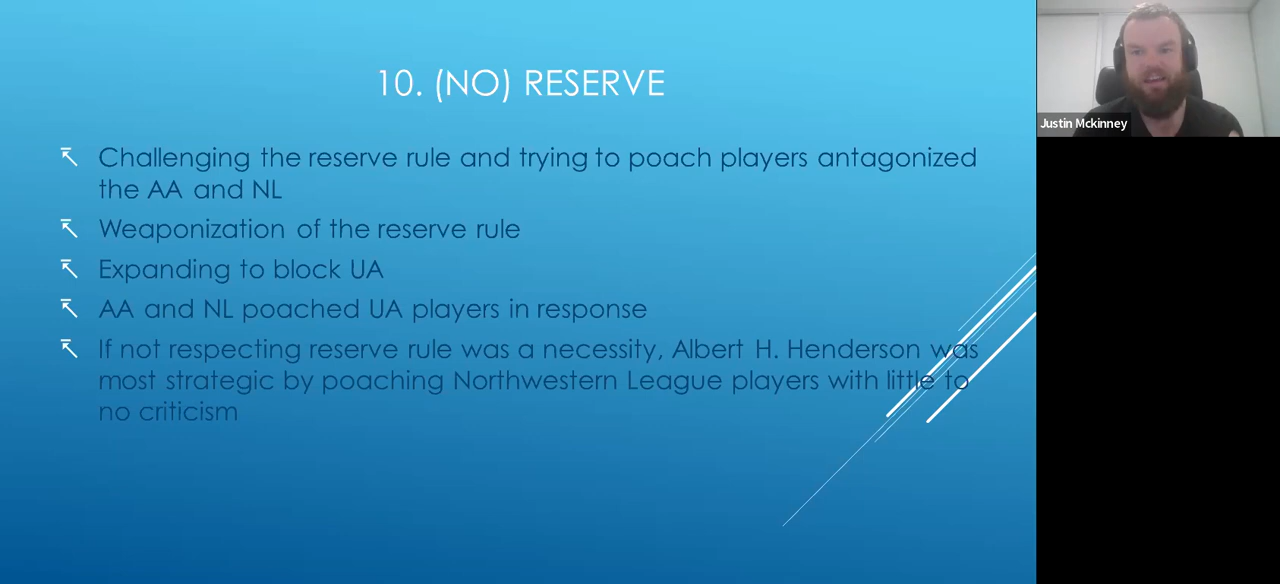 10. (NO) RESERVE
Challenging the reserve rule and trying to poach players antagonized
the AA and NL
Weaponization of the reserve rule
Expanding to block UA
AA and NL poached UA players in response
If not respecting reserve rule was a necessity, Albert H. Henderson was
most strategic by poaching Northwestern League players with little to
no criticism
Justin Mckinney